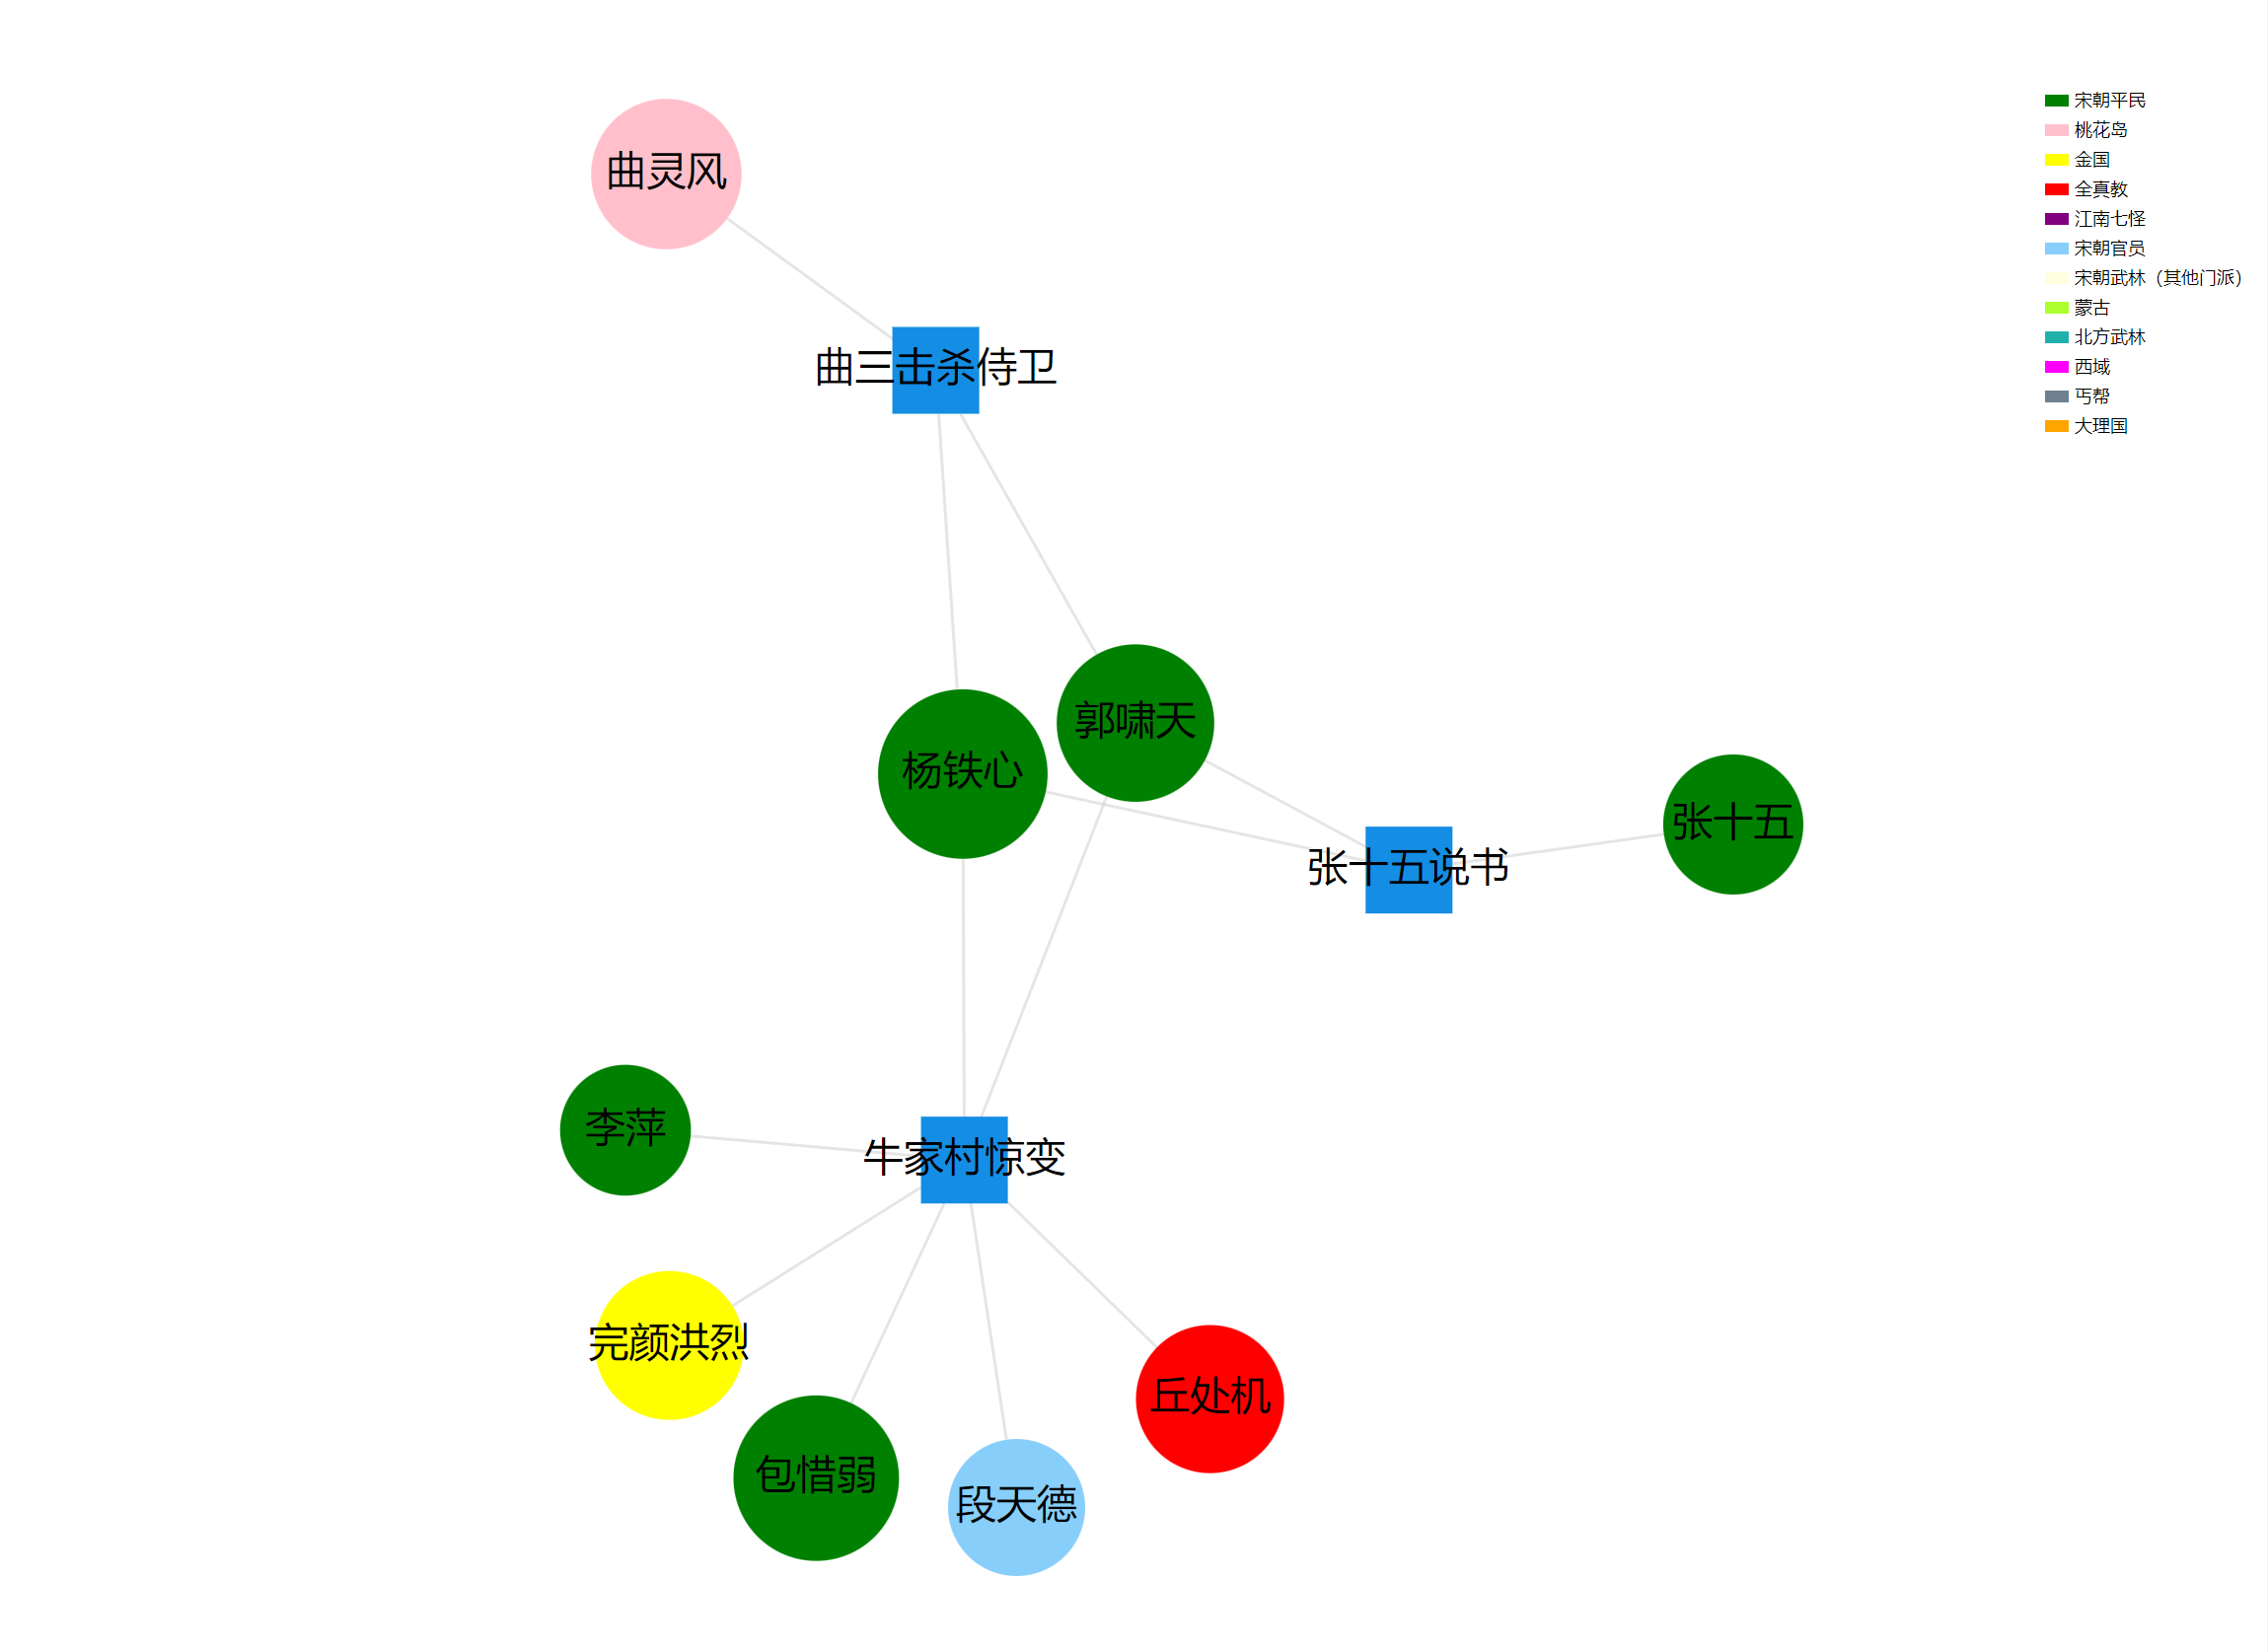 曲灵风
曲三击杀侍卫
郭啸天
杨铁心
张十五
张十五说书
李萍
牛家村惊变
完颜洪烈
丘处机
包惜弱
段天德
宋朝平民
桃花岛
金国
全真教
江南七怪
宋朝官员
宋朝武林（其他门派）
蒙古
北方武林
西域
丐帮
大理国